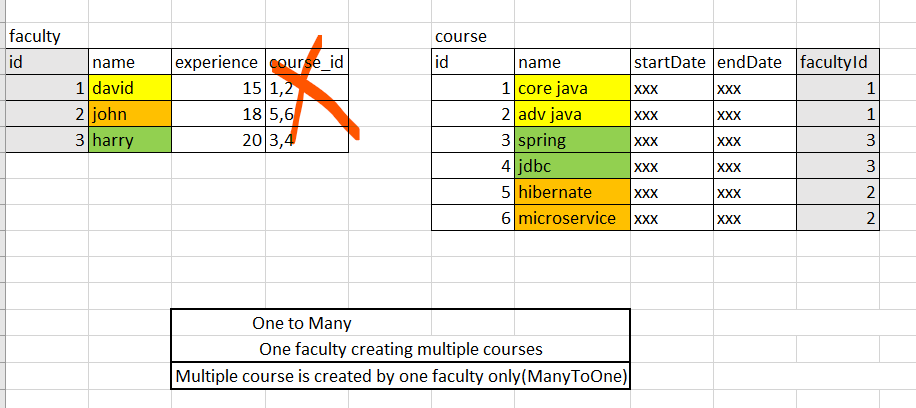 faculty course
id name experience course_id id name startDate endDate facultyId
1 david 15 1,2 1 core java xxx xxx 1
2 john 18 5,6 2 adv java xxx xxx 1
3 harry 20 3,4 3 spring xxx xxx 3
4 jdbc xxx xxx 3
5 hibernate xxx xxx 2
6 microservice xxx xxx 2
One to Many
One faculty creating multiple courses
Multiple course is created by one faculty only(ManyToOne)